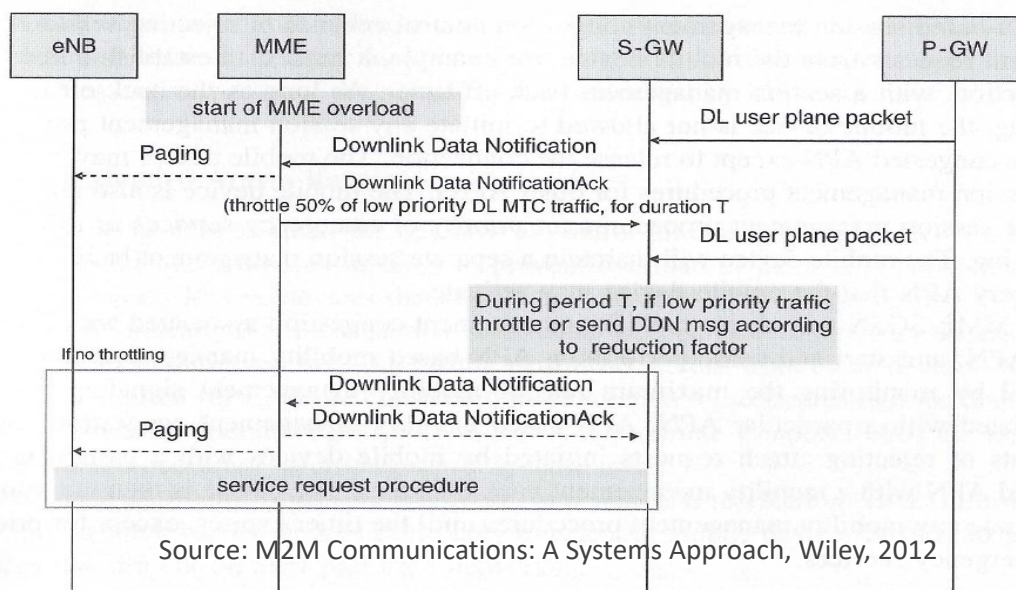 eNB
MME
S-GW
P-GW
start of MME overload
DL user plane packet
Downlink Data Notification
Paging
Downlink Data NotificationAck
(throttle 50% of low priority DL MTC traffic, for duration T
DL user plane packet
During period T, if low priority traffic
throttle or send DDN msg according
to reduction factor
If no throttling
Downlink Data Notification
Downlink Data NotificationAck
Paging
service request procedure
Source: M2M Communications: A Systems Approach, Wiley, 2012